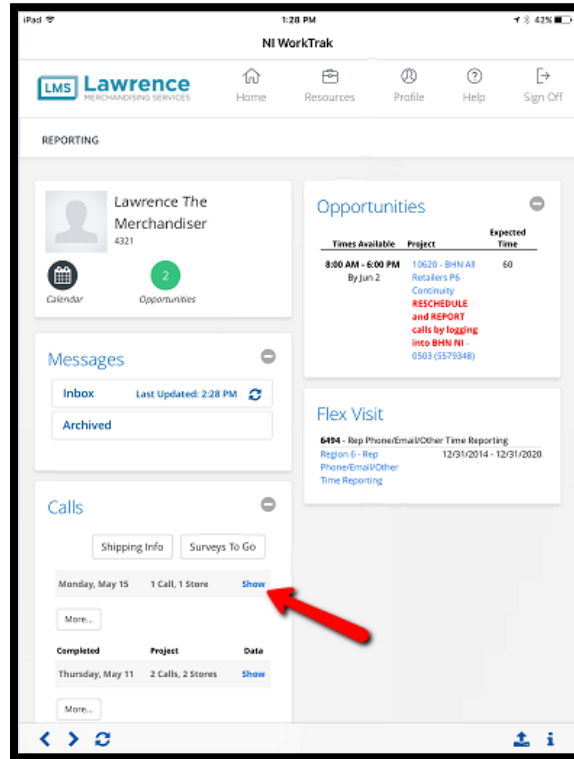 iPad 1:28 PM 42%
NI WorkTrak
LMS Lawrence
MERCHANDISING SERVICES
Home Resources Profile Help Sign Off
REPORTING
Lawrence The
Merchandiser
4321
2
Calendar Opportunities
Messages
Inbox Last Updated: 2:28 PM
Archived
Calls
Shipping Info Surveys To Go
Monday, May 15 1 Call, 1 Store Show
More...
Completed Project Data
Thursday, May 11 2 Calls, 2 Stores Show
More...
Opportunities
Expected
Times Available Project Time
8:00 AM - 6:00 PM 10620 - BHN All 60
By Jun 2 Retailers P6
Continuity
RESCHEDULE
and REPORT
calls by logging
into BHN NI -
0503 (5579348)
Flex Visit
6494 - Rep Phone/Email/Other Time Reporting
Region 6 - Rep 12/31/2014 - 12/31/2020
Phone/Email/Other
Time Reporting